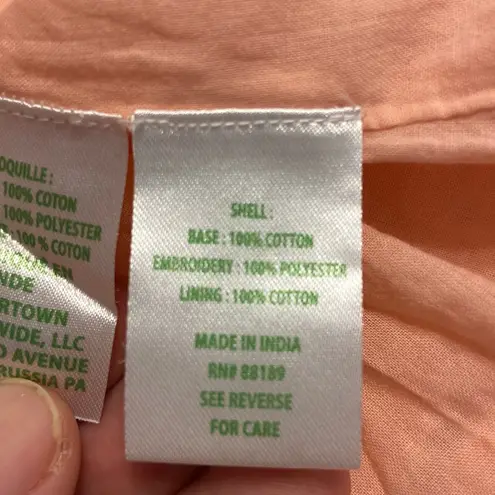 OQUILLE :
100% COTON
100% POLYESTER
: 100 % COTON
EN
NDE
RTOWN
WIDE, LLC
AVENUE
RUSSIA PA
SHELL :
BASE : 100% COTTON
EMBROIDERY : 100% POLYESTER
LINING : 100% COTTON
MADE IN INDIA
RN# 88189
SEE REVERSE
FOR CARE